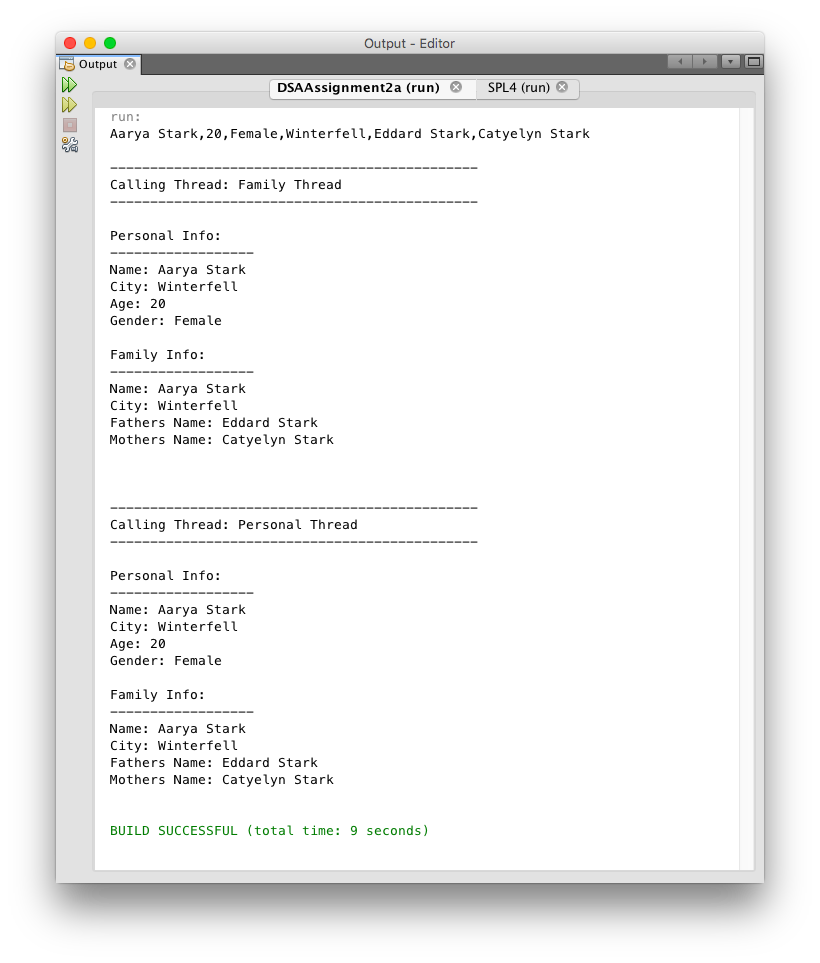 Output - Editor
Output
DSAAssignment2a (run) SPL4 (run)
run:
Aarya Stark,20,Female,Winterfell,Eddard Stark,Catyelyn Stark
----------------------------------------------
Calling Thread: Family Thread
----------------------------------------------
Personal Info:
------------------
Name: Aarya Stark
City: Winterfell
Age: 20
Gender: Female
Family Info:
------------------
Name: Aarya Stark
City: Winterfell
Fathers Name: Eddard Stark
Mothers Name: Catyelyn Stark
----------------------------------------------
Calling Thread: Personal Thread
----------------------------------------------
Personal Info:
------------------
Name: Aarya Stark
City: Winterfell
Age: 20
Gender: Female
Family Info:
------------------
Name: Aarya Stark
City: Winterfell
Fathers Name: Eddard Stark
Mothers Name: Catyelyn Stark
BUILD SUCCESSFUL (total time: 9 seconds)